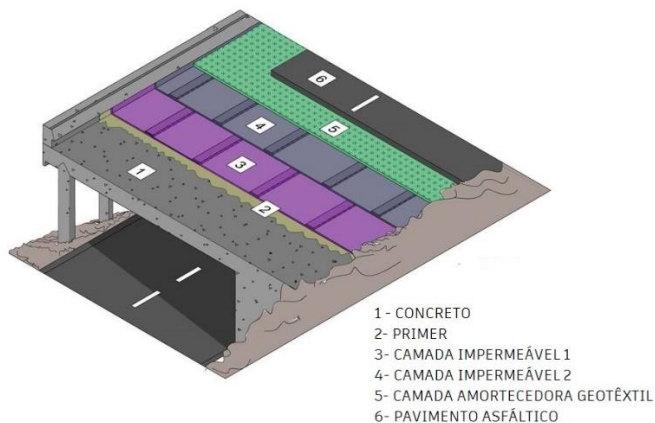 6
5
4
3
1
2
1 - CONCRETO
2- PRIMER
3- CAMADA IMPERMEÁVEL 1
4- CAMADA IMPERMEÁVEL 2
5- CAMADA AMORTECEDORA GEOTÊXTIL
6- PAVIMENTO ASFÁLTICO